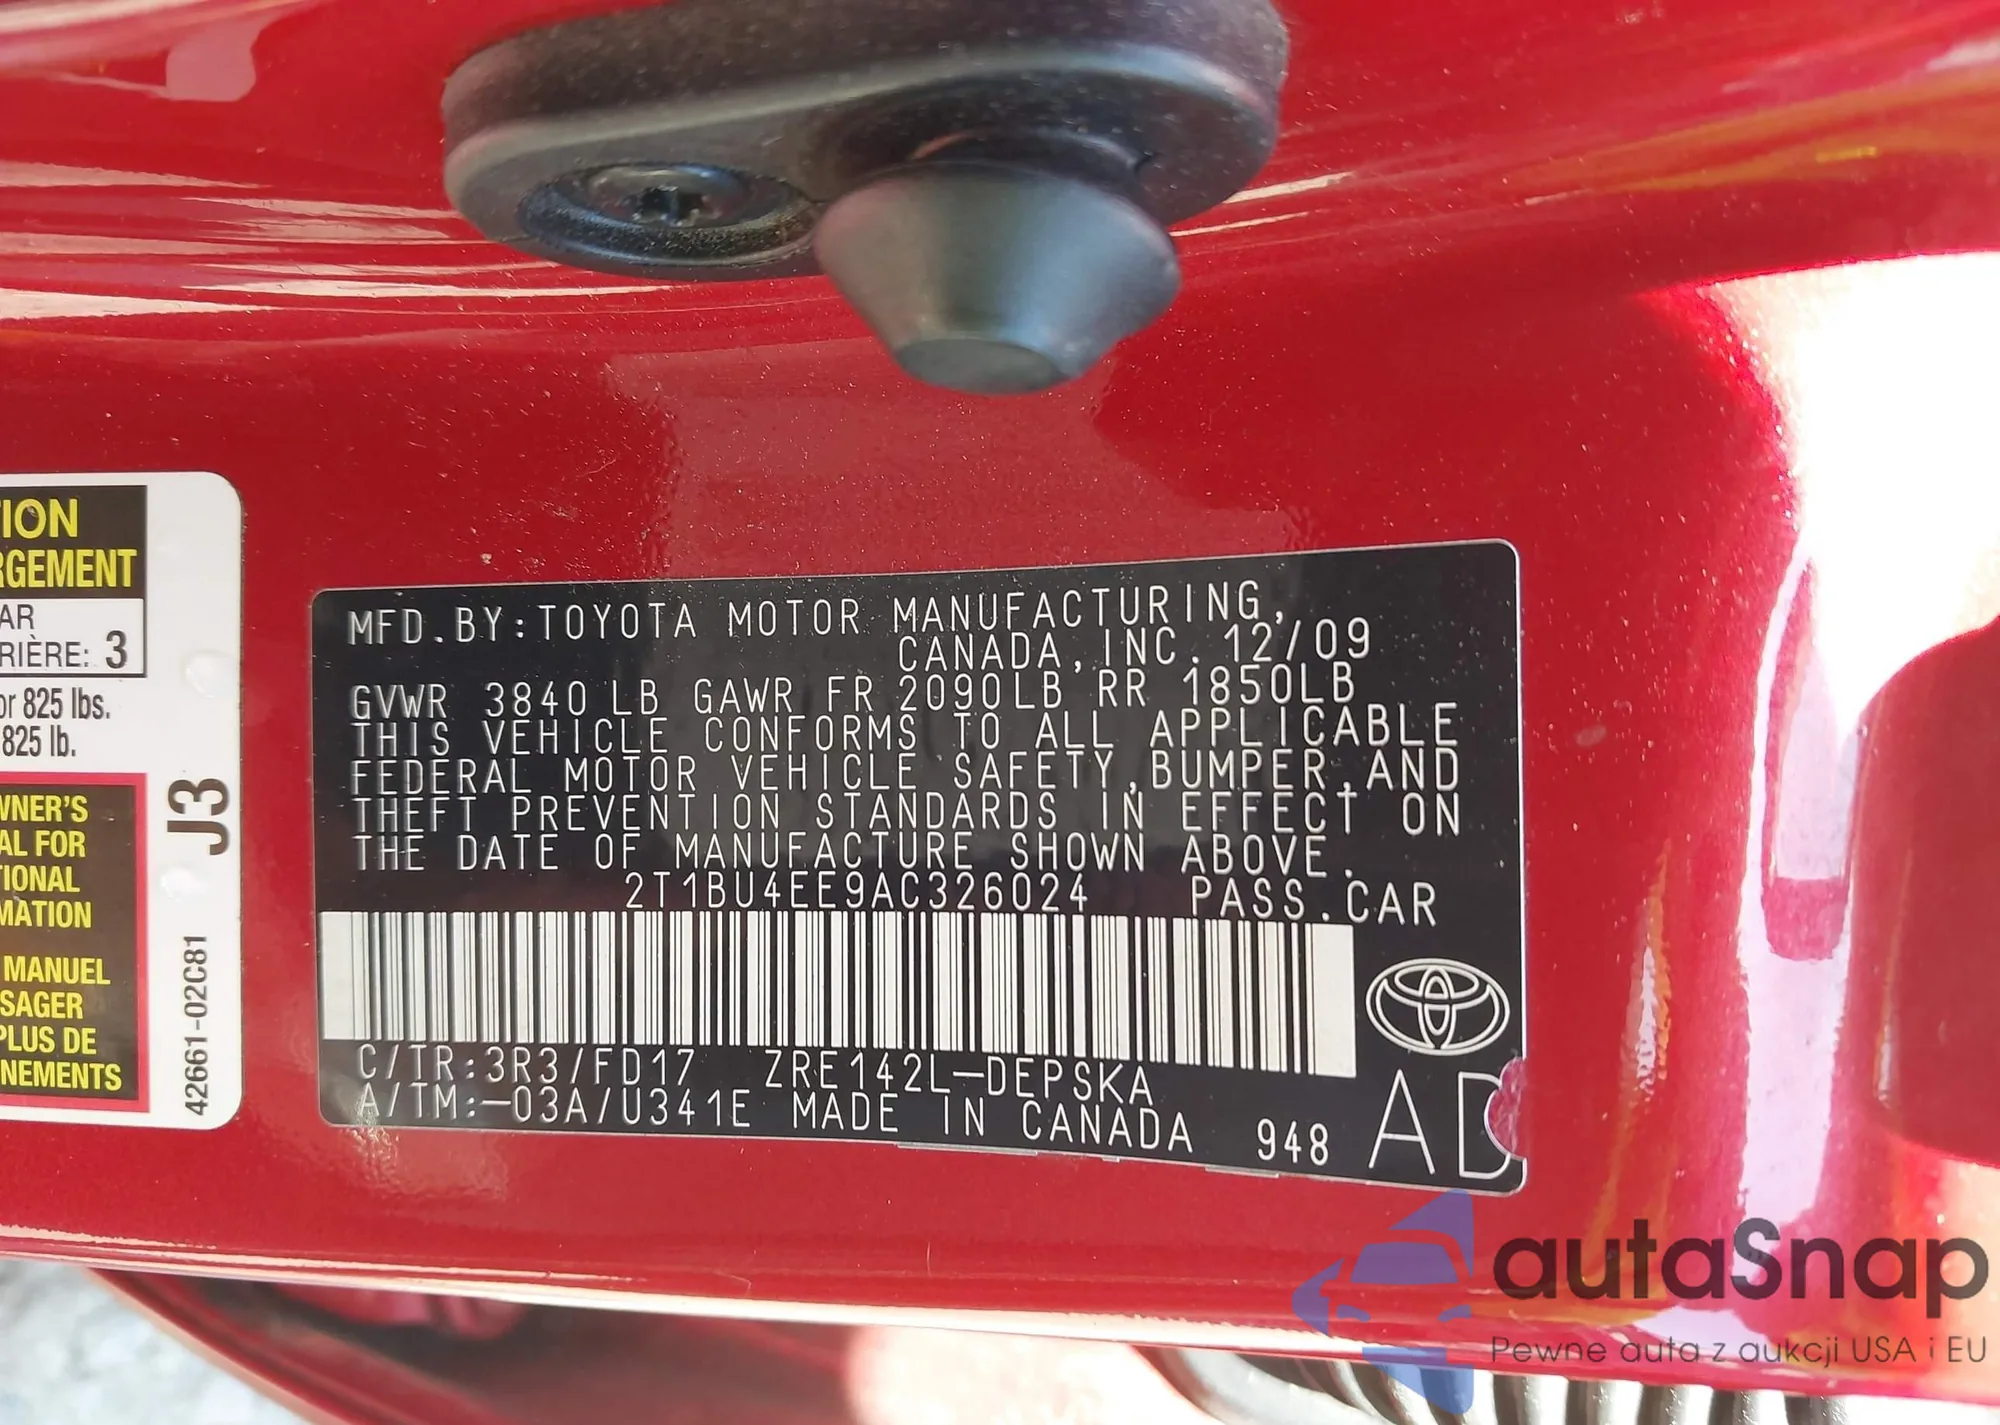 TION
RGEMENT
AR
RIÈRE: 3
or 825 lbs.
825 lb.
WNER'S
AL FOR
TIONAL
MATION
MANUEL
SAGER
PLUS DE
NEMENTS
J3
42661-02C81
MFD.BY:TOYOTA MOTOR MANUFACTURING,
CANADA,INC. 12/09
GVWR 3840 LB GAWR FR 2090LB RR 1850LB
THIS VEHICLE CONFORMS TO ALL APPLICABLE
FEDERAL MOTOR VEHICLE SAFETY,BUMPER,AND
THEFT PREVENTION STANDARDS IN EFFECT ON
THE DATE OF MANUFACTURE SHOWN ABOVE.
2T1BU4EE9AC326024 PASS.CAR
C/TR:3R3/FD17 ZRE142L-DEPSKA
A/TM:-03A/U341E MADE IN CANADA 948 AD
autaSnap
Pewne auta z aukcji USA i EU